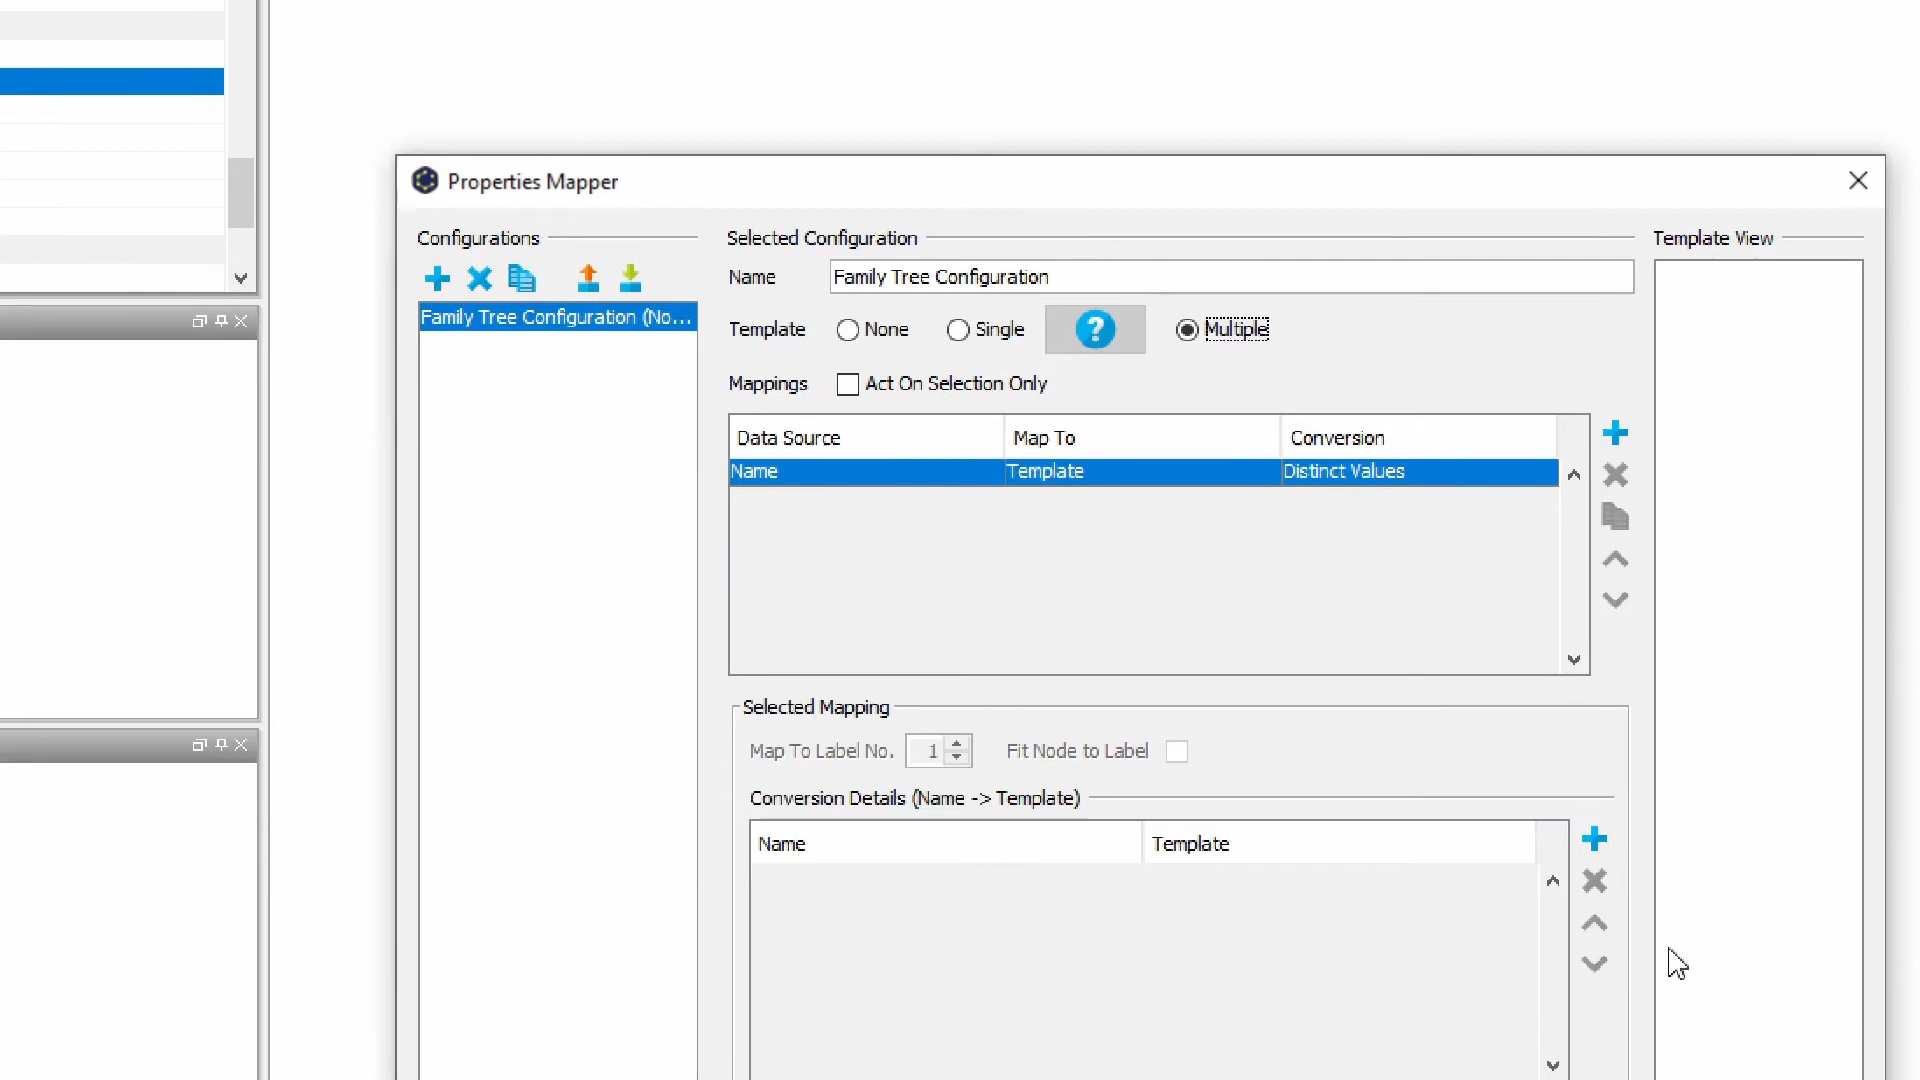 Properties Mapper
Configurations
Family Tree Configuration (No...
Selected Configuration
Name Family Tree Configuration
Template None Single ? Multiple
Mappings Act On Selection Only
Data Source Map To Conversion
Name Template Distinct Values
Selected Mapping
Map To Label No. 1 Fit Node to Label
Conversion Details (Name -> Template)
Name Template
Template View